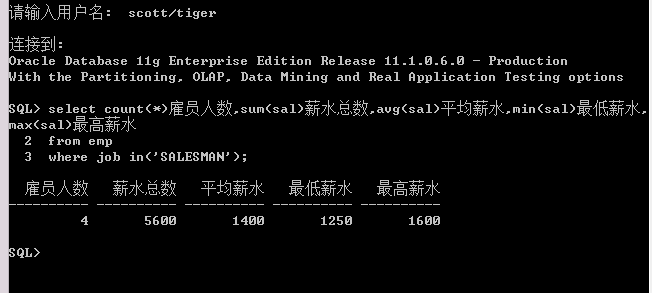 请输入用户名:  scott/tiger
连接到:
Oracle Database 11g Enterprise Edition Release 11.1.0.6.0 - Production
With the Partitioning, OLAP, Data Mining and Real Application Testing options
SQL> select count(*)雇员人数,sum(sal)薪水总数,avg(sal)平均薪水,min(sal)最低薪水,
max(sal)最高薪水
  2  from emp
  3  where job in('SALESMAN');
  雇员人数   薪水总数   平均薪水   最低薪水   最高薪水
---------- ---------- ---------- ---------- ----------
         4       5600       1400       1250       1600
SQL>